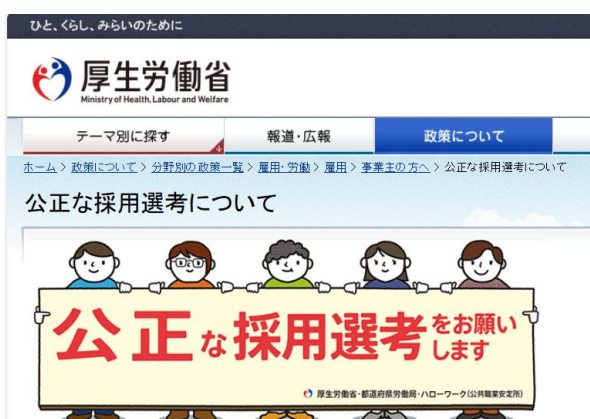 ひと、くらし、みらいのために
厚生労働省
Ministry of Health, Labour and Welfare
テーマ別に探す 報道・広報 政策について
ホーム > 政策について > 分野別の政策一覧 > 雇用・労働 > 雇用 > 事業主の方へ > 公正な採用選考について
公正な採用選考について
公正な採用選考をお願いします
厚生労働省・都道府県労働局・ハローワーク(公共職業安定所)